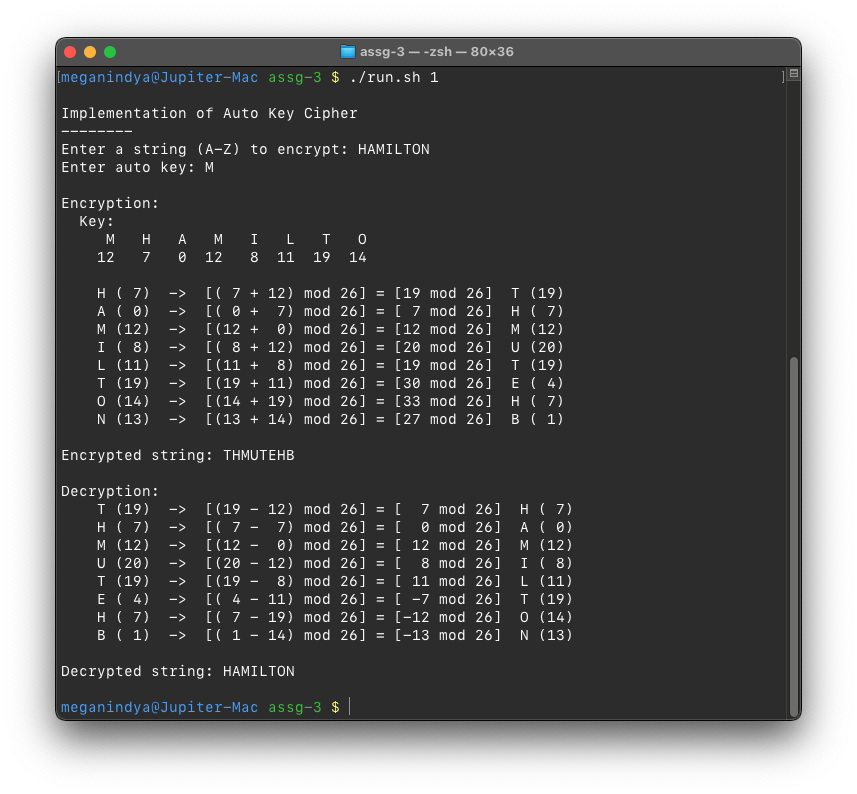 assg-3 — -zsh — 80×36
[meganindya@Jupiter-Mac assg-3 $ ./run.sh 1 ]
Implementation of Auto Key Cipher
--------
Enter a string (A-Z) to encrypt: HAMILTON
Enter auto key: M
Encryption:
  Key:
     M   H   A   M   I   L   T   O
    12   7   0  12   8  11  19  14
    H ( 7)  ->  [( 7 + 12) mod 26] = [19 mod 26]  T (19)
    A ( 0)  ->  [( 0 +  7) mod 26] = [ 7 mod 26]  H ( 7)
    M (12)  ->  [(12 +  0) mod 26] = [12 mod 26]  M (12)
    I ( 8)  ->  [( 8 + 12) mod 26] = [20 mod 26]  U (20)
    L (11)  ->  [(11 +  8) mod 26] = [19 mod 26]  T (19)
    T (19)  ->  [(19 + 11) mod 26] = [30 mod 26]  E ( 4)
    O (14)  ->  [(14 + 19) mod 26] = [33 mod 26]  H ( 7)
    N (13)  ->  [(13 + 14) mod 26] = [27 mod 26]  B ( 1)
Encrypted string: THMUTEHB
Decryption:
    T (19)  ->  [(19 - 12) mod 26] = [  7 mod 26]  H ( 7)
    H ( 7)  ->  [( 7 -  7) mod 26] = [  0 mod 26]  A ( 0)
    M (12)  ->  [(12 -  0) mod 26] = [ 12 mod 26]  M (12)
    U (20)  ->  [(20 - 12) mod 26] = [  8 mod 26]  I ( 8)
    T (19)  ->  [(19 -  8) mod 26] = [ 11 mod 26]  L (11)
    E ( 4)  ->  [( 4 - 11) mod 26] = [ -7 mod 26]  T (19)
    H ( 7)  ->  [( 7 - 19) mod 26] = [-12 mod 26]  O (14)
    B ( 1)  ->  [( 1 - 14) mod 26] = [-13 mod 26]  N (13)
Decrypted string: HAMILTON
meganindya@Jupiter-Mac assg-3 $